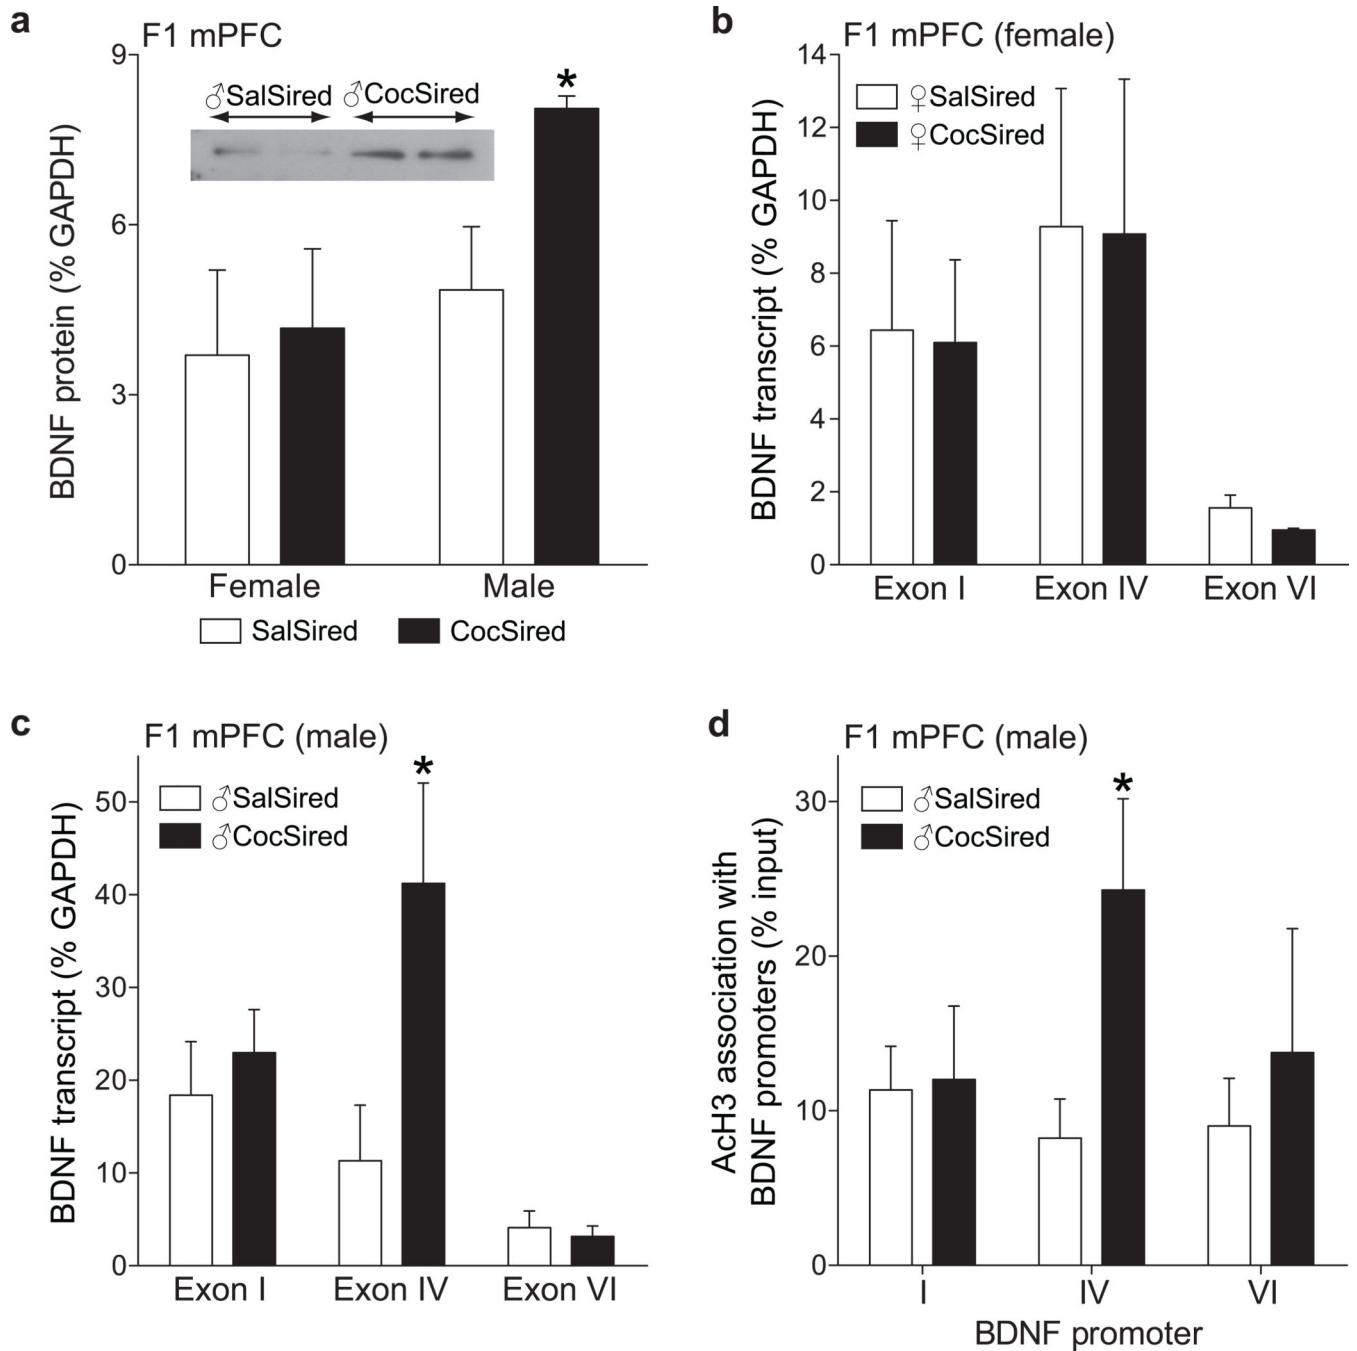 a
F1 mPFC
9
6
3
0
BDNF protein (% GAPDH)
♂SalSired ♂CocSired
*
Female Male
SalSired CocSired
b
F1 mPFC (female)
14
12
10
8
6
4
2
0
BDNF transcript (% GAPDH)
♀SalSired
♀CocSired
Exon I Exon IV Exon VI
c
F1 mPFC (male)
50
40
30
20
10
0
BDNF transcript (% GAPDH)
♂SalSired
♂CocSired
*
Exon I Exon IV Exon VI
d
F1 mPFC (male)
30
20
10
0
AcH3 association with
BDNF promoters (% input)
♂SalSired
♂CocSired
*
I IV VI
BDNF promoter